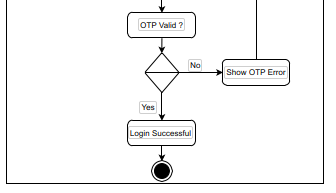 OTP Valid ?
No
Show OTP Error
Yes
Login Successful